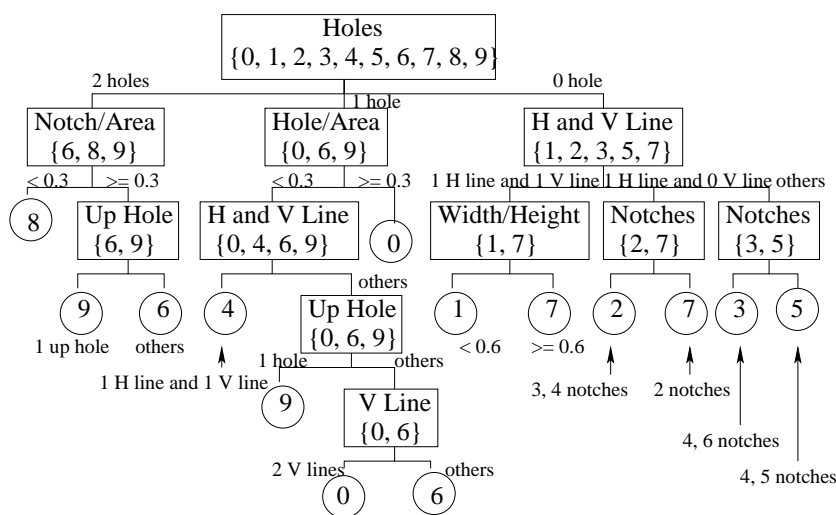 Holes
{0, 1, 2, 3, 4, 5, 6, 7, 8, 9}
2 holes
1 hole
0 hole
Notch/Area
{6, 8, 9}
Hole/Area
{0, 6, 9}
H and V Line
{1, 2, 3, 5, 7}
< 0.3
>= 0.3
< 0.3
>= 0.3
1 H line and 1 V line
1 H line and 0 V line
others
8
Up Hole
{6, 9}
H and V Line
{0, 4, 6, 9}
0
Width/Height
{1, 7}
Notches
{2, 7}
Notches
{3, 5}
others
9
6
4
Up Hole
{0, 6, 9}
1
7
2
7
3
5
1 up hole
others
< 0.6
>= 0.6
1 hole
others
1 H line and 1 V line
3, 4 notches
2 notches
9
V Line
{0, 6}
4, 6 notches
2 V lines
others
4, 5 notches
0
6